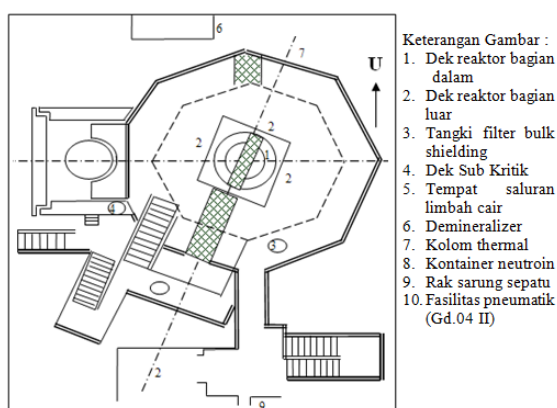 6
7
U
2
2
1
2
4
3
2
9
Keterangan Gambar :
1. Dek reaktor bagian
dalam
2. Dek reaktor bagian
luar
3. Tangki filter bulk
shielding
4. Dek Sub Kritik
5. Tempat saluran
limbah cair
6. Demineralizer
7. Kolom thermal
8. Kontainer neutroin
9. Rak sarung sepatu
10. Fasilitas pneumatik
(Gd.04 II)